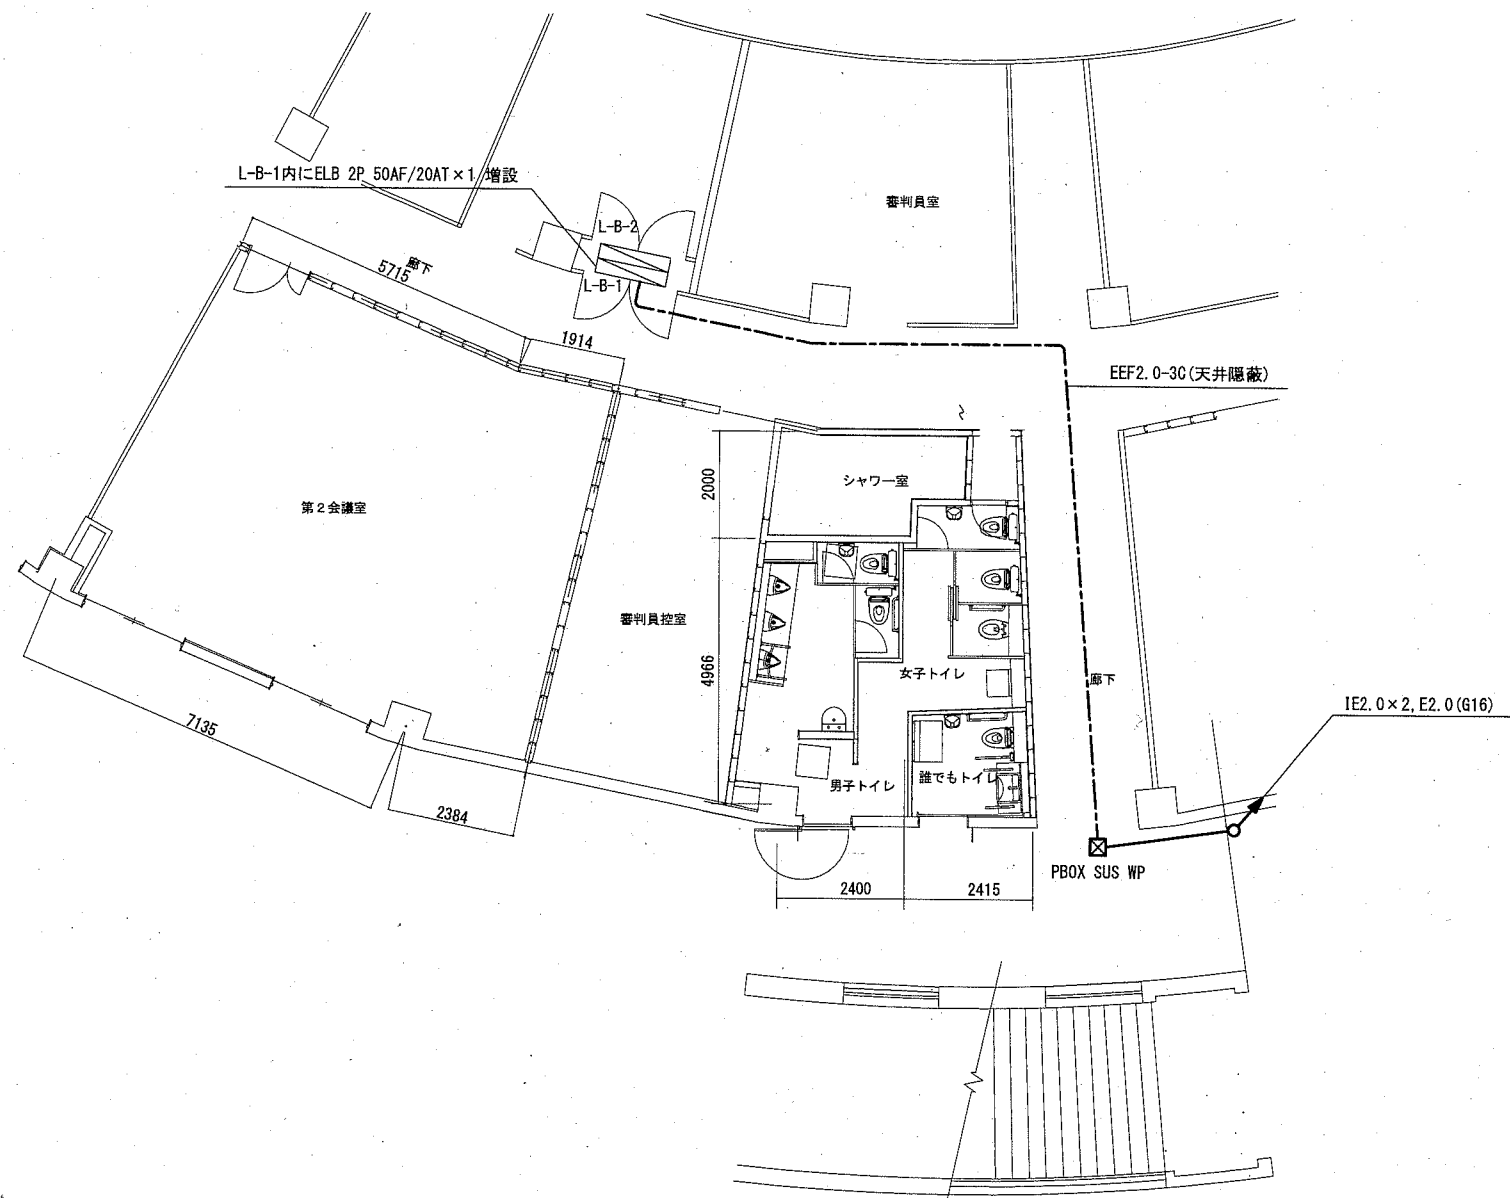 L-B-1内にELB 2P 50AF/20AT×1 増設
審判員室
L-B-2
廊下
5715
L-B-1
1914
EEF2.0-3C(天井隠蔽)
シャワー室
2000
第２会議室
審判員控室
4966
女子トイレ
廊下
IE2.0×2,E2.0(G16)
7135
誰でもトイレ
男子トイレ
2384
PBOX SUS WP
2400
2415